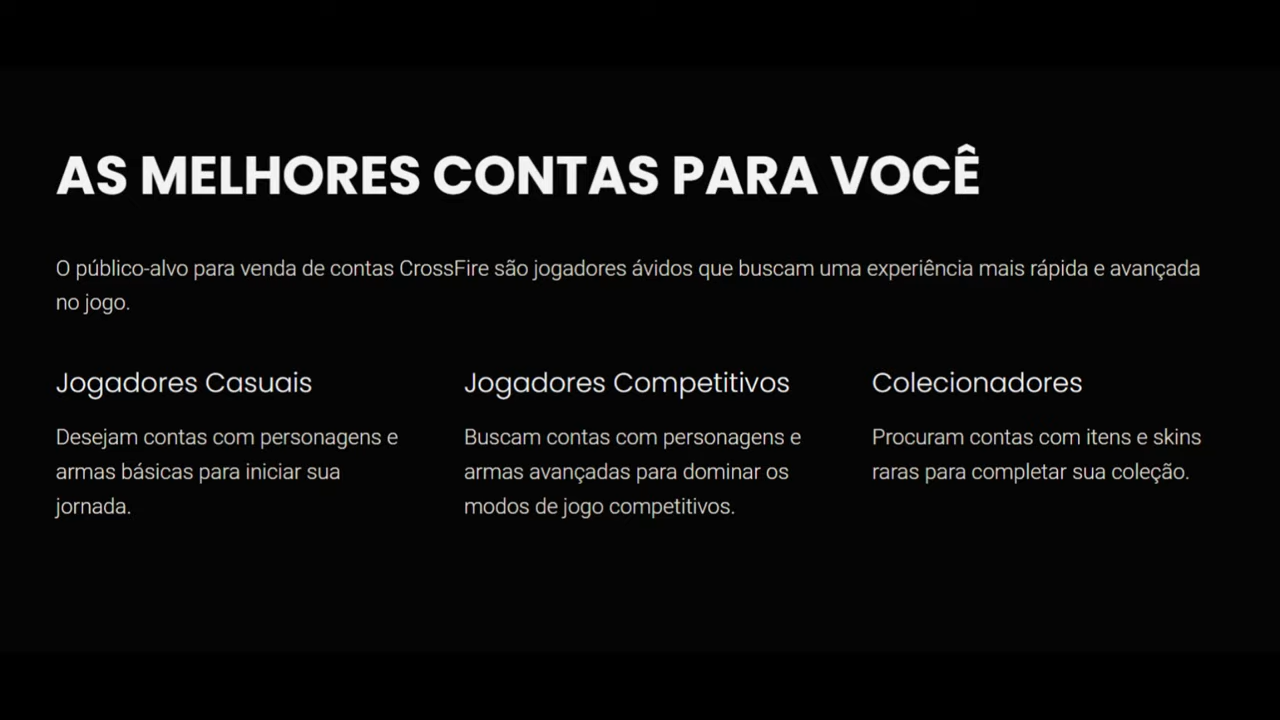 AS MELHORES CONTAS PARA VOCÊ
O público-alvo para venda de contas CrossFire são jogadores ávidos que buscam uma experiência mais rápida e avançada
no jogo.
Jogadores Casuais
Desejam contas com personagens e
armas básicas para iniciar sua
jornada.
Jogadores Competitivos
Buscam contas com personagens e
armas avançadas para dominar os
modos de jogo competitivos.
Colecionadores
Procuram contas com itens e skins
raras para completar sua coleção.